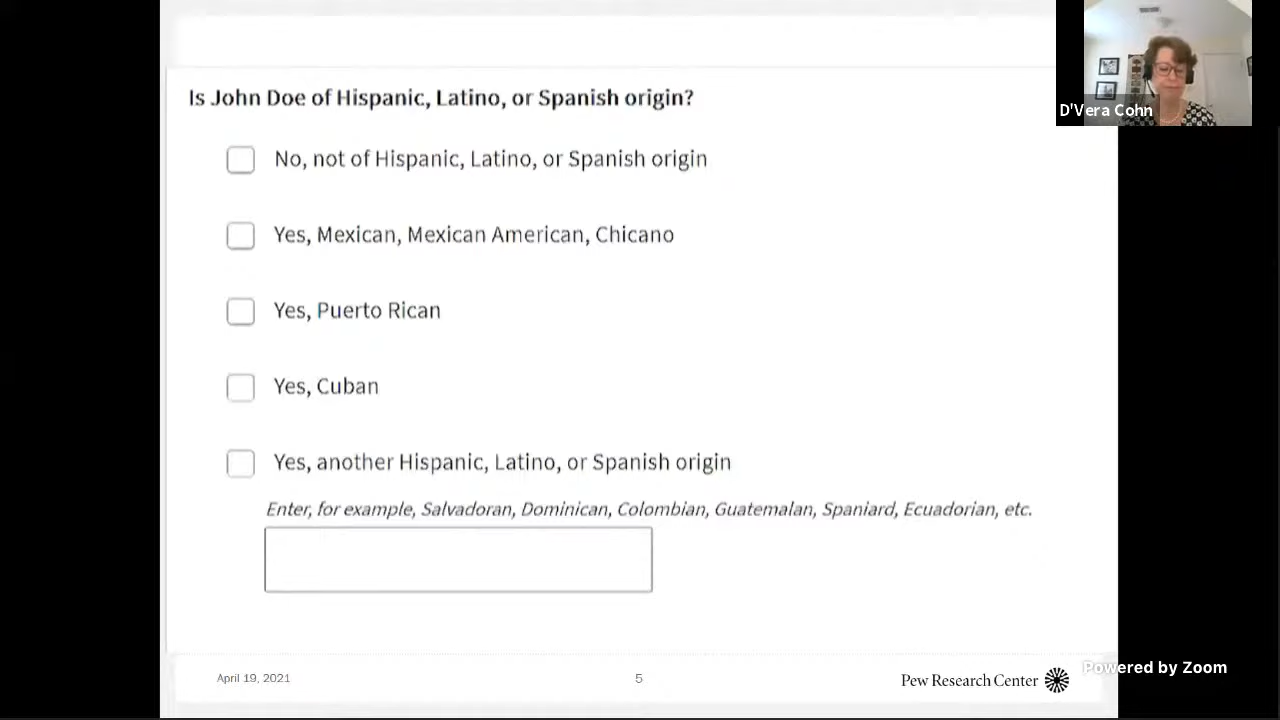 Is John Doe of Hispanic, Latino, or Spanish origin?
No, not of Hispanic, Latino, or Spanish origin
Yes, Mexican, Mexican American, Chicano
Yes, Puerto Rican
Yes, Cuban
Yes, another Hispanic, Latino, or Spanish origin
Enter, for example, Salvadoran, Dominican, Colombian, Guatemalan, Spaniard, Ecuadorian, etc.
April 19, 2021
5
Pew Research Center
D'Vera Cohn
Powered by Zoom